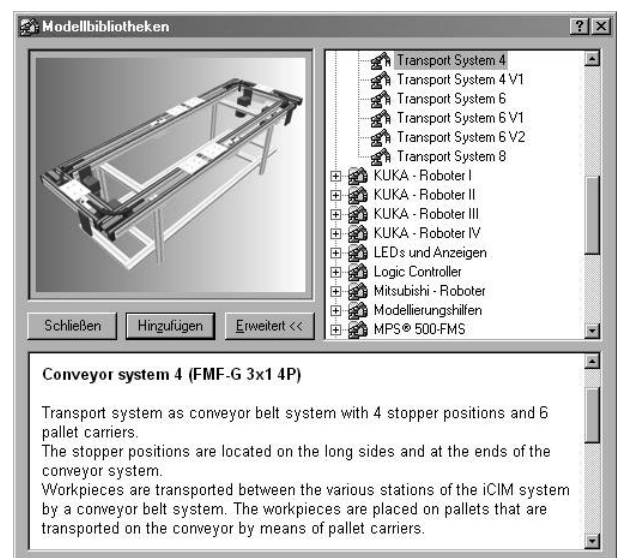 Modellbibliotheken
Transport System 4
Transport System 4 V1
Transport System 6
Transport System 6 V1
Transport System 6 V2
Transport System 8
KUKA - Roboter I
KUKA - Roboter II
KUKA - Roboter III
KUKA - Roboter IV
LEDs und Anzeigen
Logic Controller
Mitsubishi - Roboter
Modellierungshilfen
MPS® 500-FMS
Schließen
Hinzufügen
Erweitert <<
Conveyor system 4 (FMF-G 3x1 4P)
Transport system as conveyor belt system with 4 stopper positions and 6
pallet carriers.
The stopper positions are located on the long sides and at the ends of the
conveyor system.
Workpieces are transported between the various stations of the iCIM system
by a conveyor belt system. The workpieces are placed on pallets that are
transported on the conveyor by means of pallet carriers.